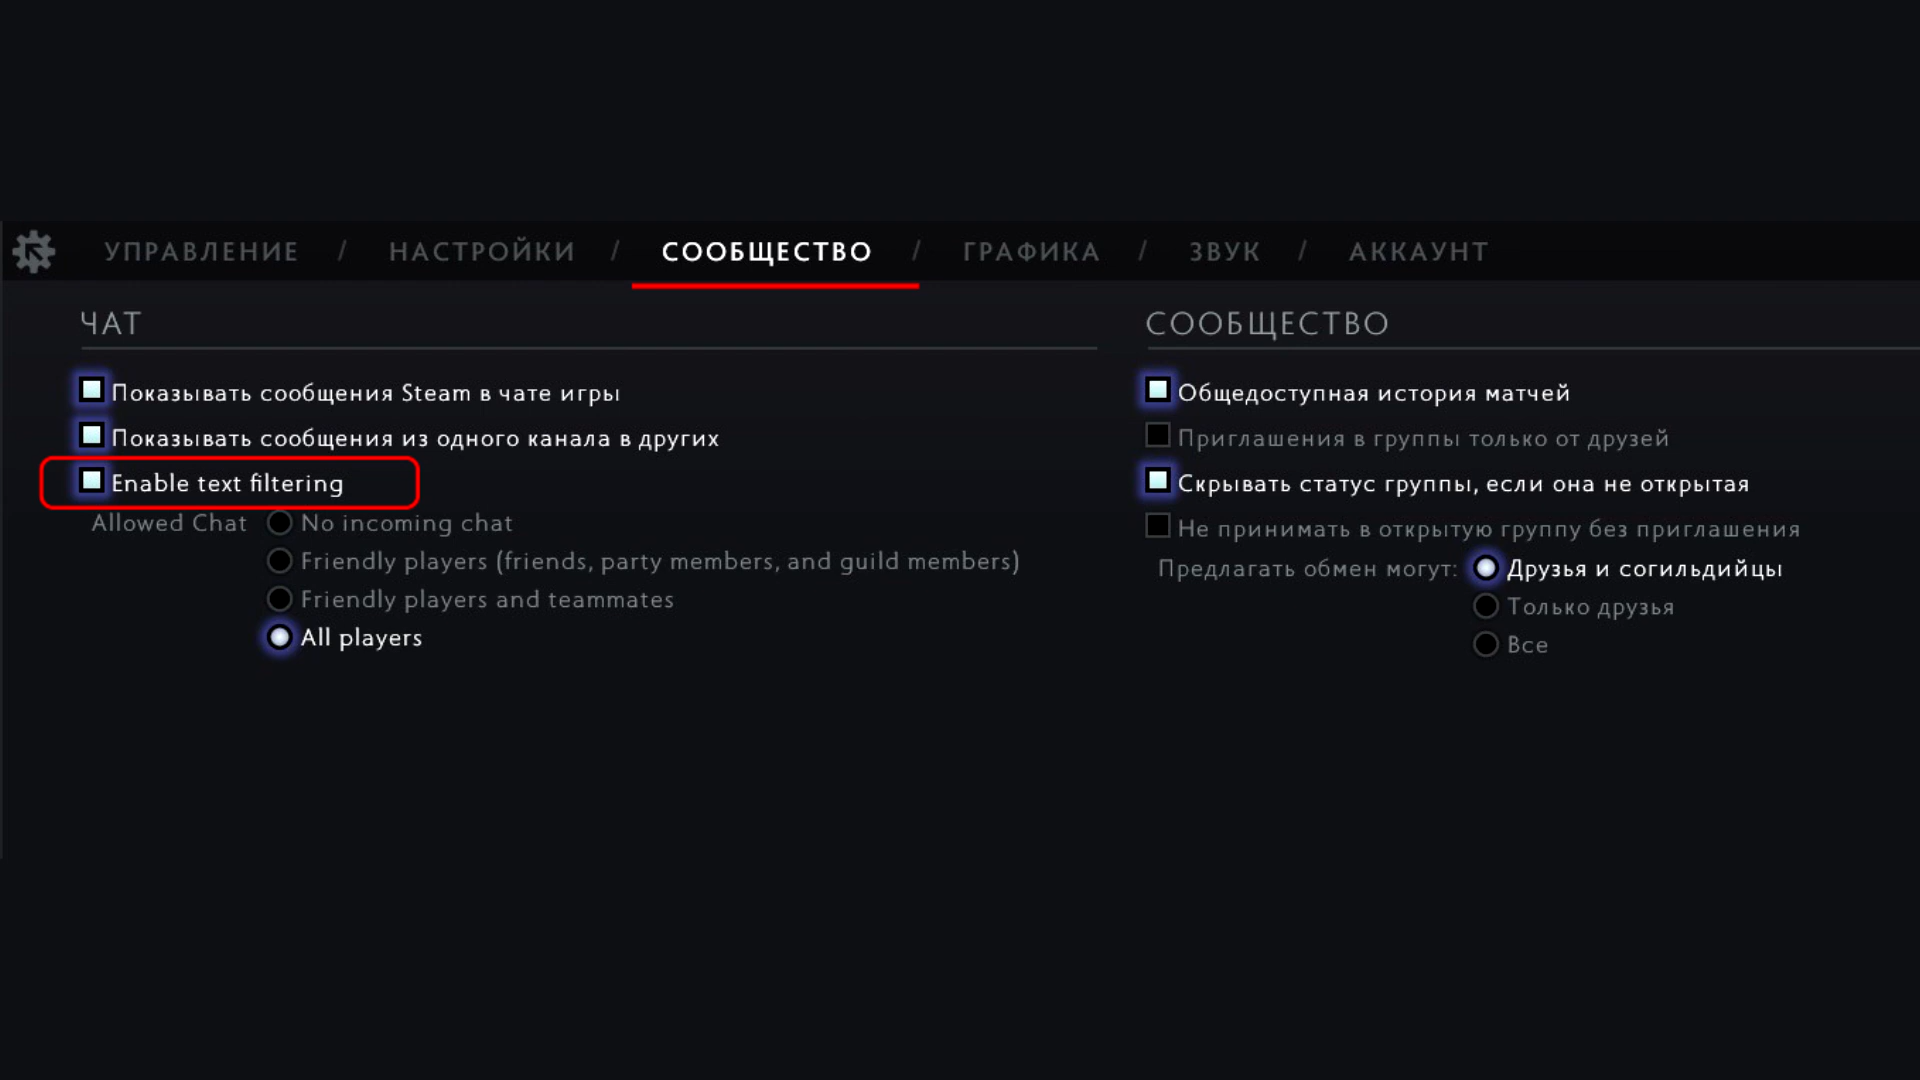 УПРАВЛЕНИЕ / НАСТРОЙКИ / СООБЩЕСТВО / ГРАФИКА / ЗВУК / АККАУНТ
ЧАТ
Показывать сообщения Steam в чате игры
Показывать сообщения из одного канала в других
Enable text filtering
Allowed Chat No incoming chat
Friendly players (friends, party members, and guild members)
Friendly players and teammates
All players
СООБЩЕСТВО
Общедоступная история матчей
Приглашения в группы только от друзей
Скрывать статус группы, если она не открытая
Не принимать в открытую группу без приглашения
Предлагать обмен могут: Друзья и согильдийцы
Только друзья
Все